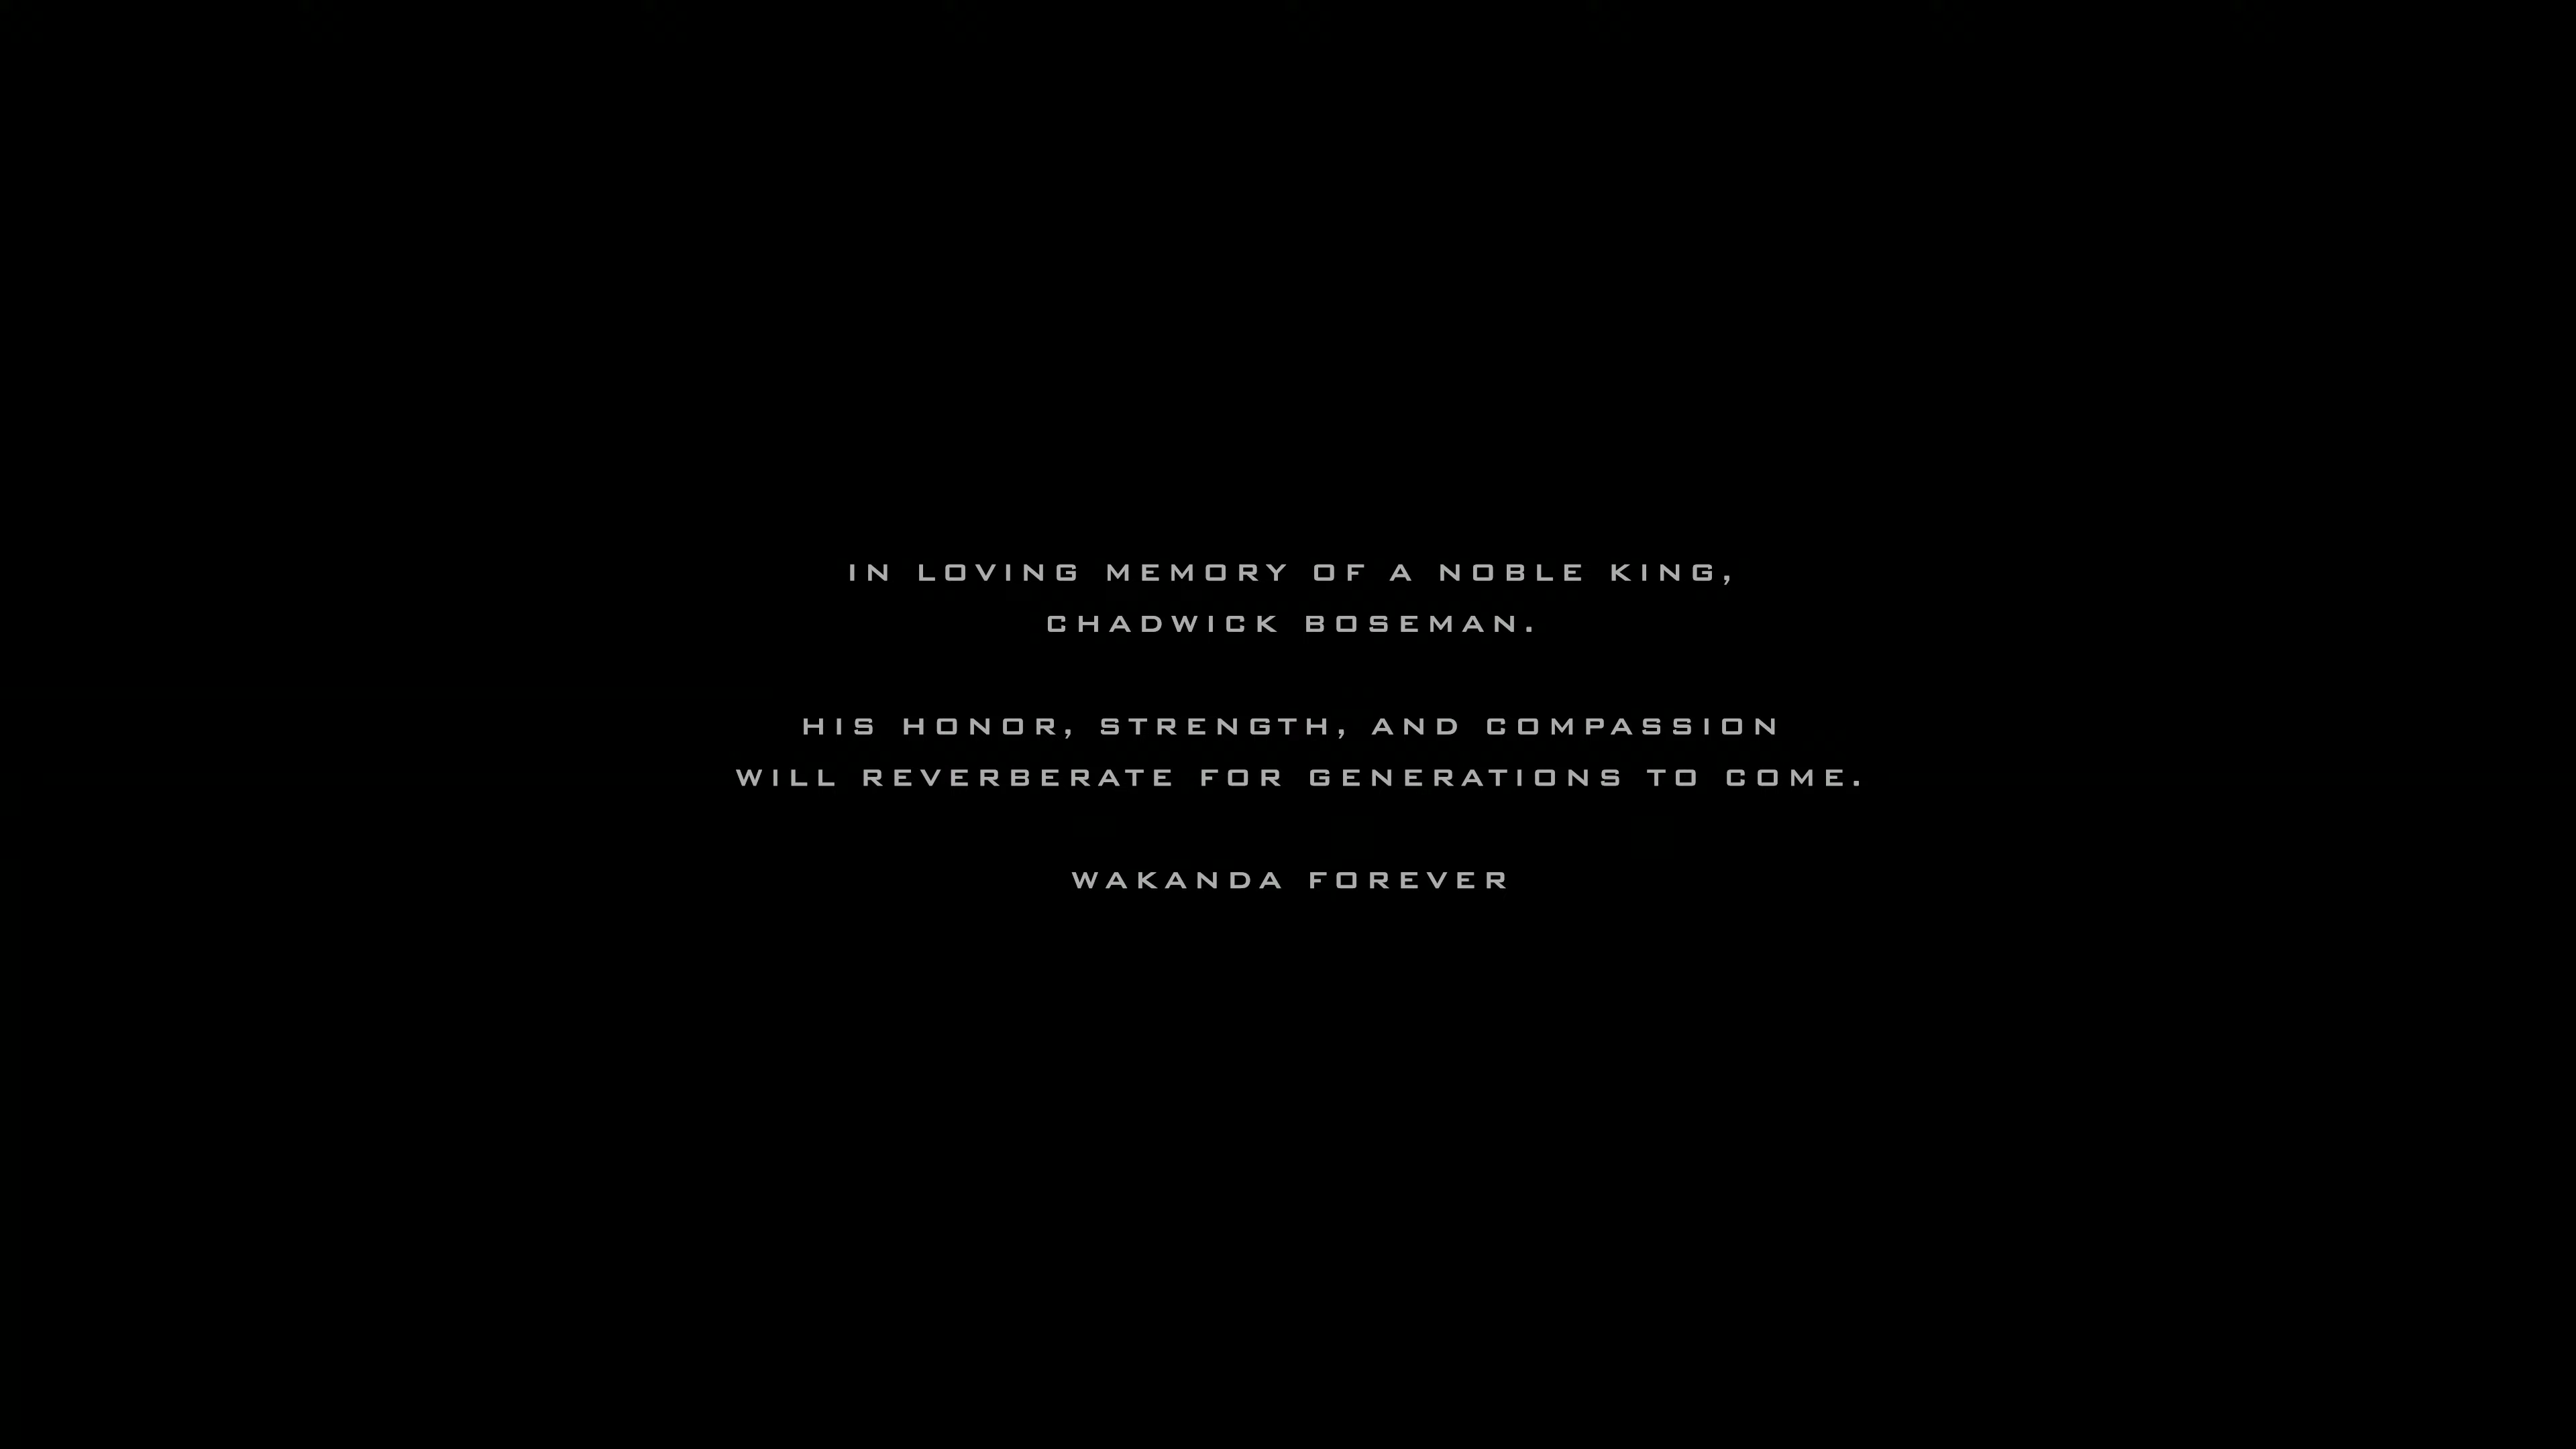 IN LOVING MEMORY OF A NOBLE KING,
CHADWICK BOSEMAN.
HIS HONOR, STRENGTH, AND COMPASSION
WILL REVERBERATE FOR GENERATIONS TO COME.
WAKANDA FOREVER